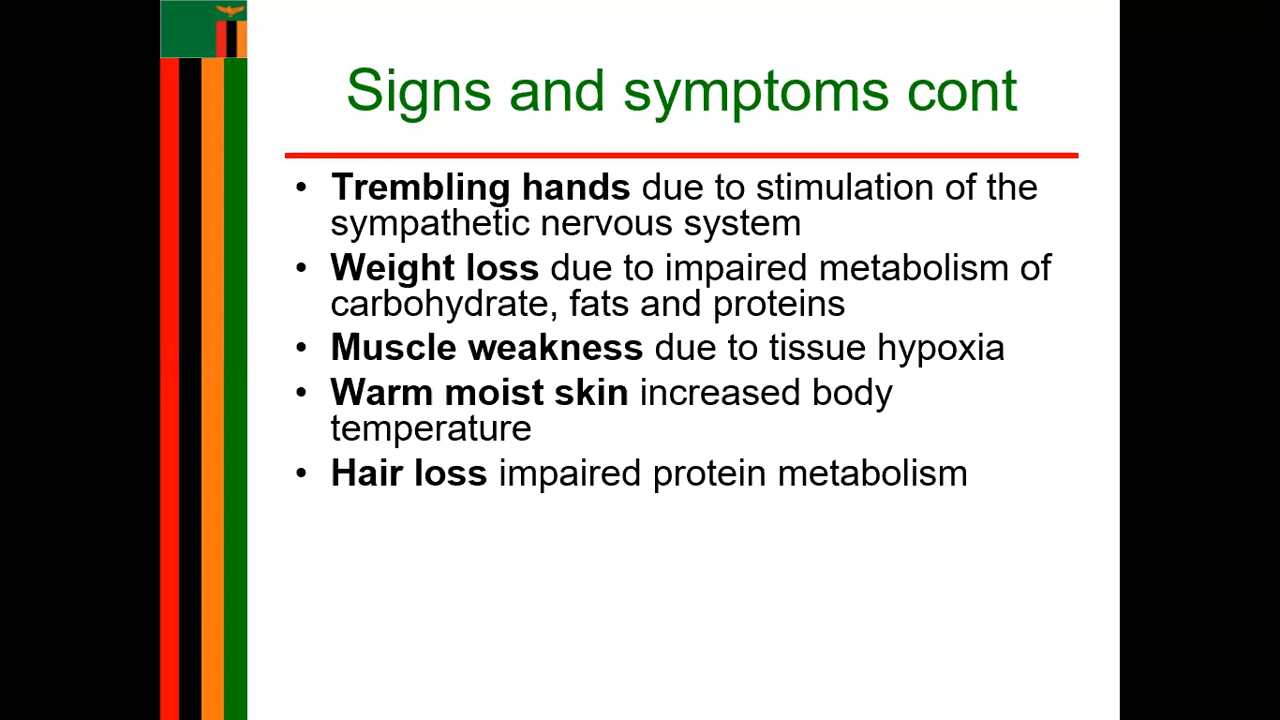 Signs and symptoms cont
• Trembling hands due to stimulation of the
sympathetic nervous system
• Weight loss due to impaired metabolism of
carbohydrate, fats and proteins
• Muscle weakness due to tissue hypoxia
• Warm moist skin increased body
temperature
• Hair loss impaired protein metabolism